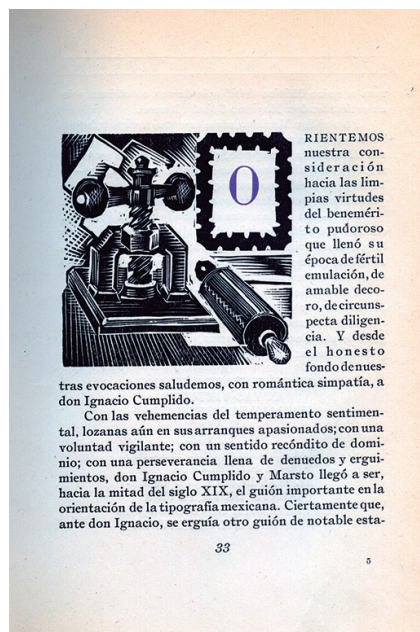 O
RIENTEMOS
nuestra con-
sideración
hacia las lim-
pias virtudes
del beneméri-
to pudoroso
que llenó su
época de fértil
emulación, de
amable deco-
ro, de circuns-
pecta diligen-
cia. Y desde
el honesto
fondo de nues-
tras evocaciones saludemos, con romántica simpatía, a
don Ignacio Cumplido.
Con las vehemencias del temperamento sentimen-
tal, lozanas aún en sus arranques apasionados; con una
voluntad vigilante; con un sentido recóndito de domi-
nio; con una perseverancia llena de denuedos y ergui-
mientos, don Ignacio Cumplido y Marsto llegó a ser,
hacia la mitad del siglo XIX, el guión importante en la
orientación de la tipografía mexicana. Ciertamente que,
ante don Ignacio, se erguía otro guión de notable esta-
33
5